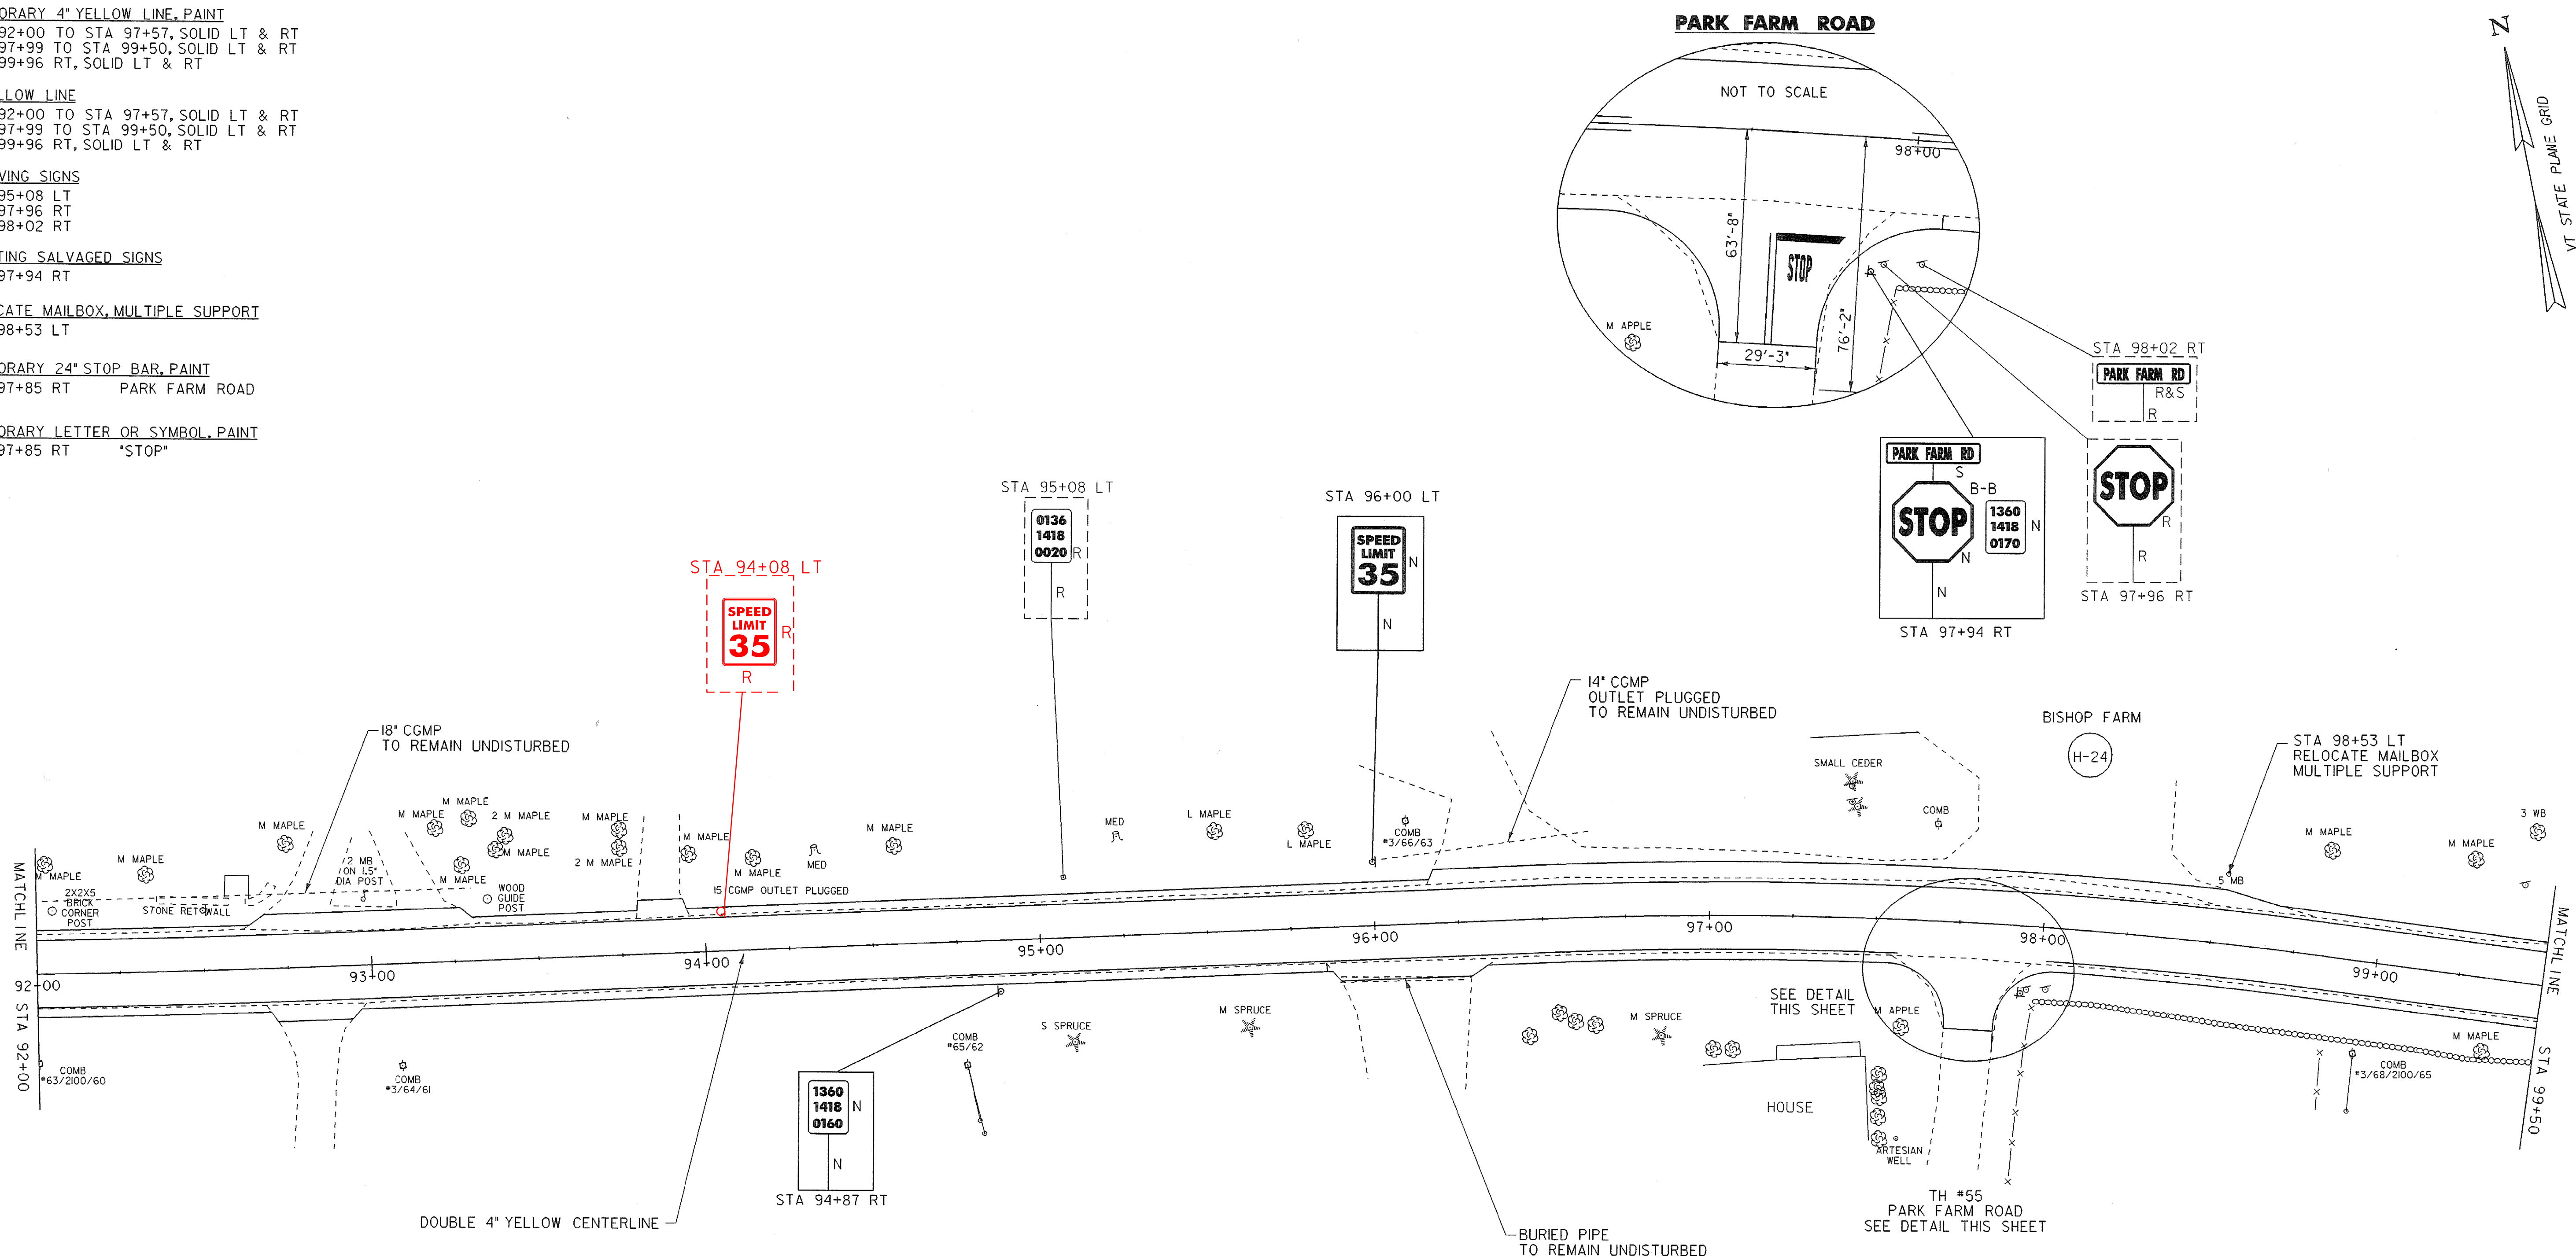 ORARY 4" YELLOW LINE, PAINT
92+00 TO STA 97+57, SOLID LT & RT
97+99 TO STA 99+50, SOLID LT & RT
99+96 RT, SOLID LT & RT
LLOW LINE
92+00 TO STA 97+57, SOLID LT & RT
97+99 TO STA 99+50, SOLID LT & RT
99+96 RT, SOLID LT & RT
VING SIGNS
95+08 LT
97+96 RT
98+02 RT
TING SALVAGED SIGNS
97+94 RT
CATE MAILBOX, MULTIPLE SUPPORT
98+53 LT
ORARY 24" STOP BAR, PAINT
97+85 RT PARK FARM ROAD
ORARY LETTER OR SYMBOL, PAINT
97+85 RT "STOP"
PARK FARM ROAD
NOT TO SCALE
98+00
63'-8"
STOP
76'-2"
29'-3"
M APPLE
N
VT STATE PLANE GRID
STA 98+02 RT
PARK FARM RD
R&S
R
PARK FARM RD
S
B-B
STOP
N
1360
1418
0170
N
N
STA 97+94 RT
STOP
R
R
STA 97+96 RT
STA 94+08 LT
SPEED
LIMIT
35
R
R
STA 95+08 LT
0136
1418
0020
R
R
STA 96+00 LT
SPEED
LIMIT
35
N
N
18" CGMP
TO REMAIN UNDISTURBED
14" CGMP
OUTLET PLUGGED
TO REMAIN UNDISTURBED
BISHOP FARM
H-24
STA 98+53 LT
RELOCATE MAILBOX
MULTIPLE SUPPORT
MATCHLINE STA 92+00
M MAPLE
2X2X5
BRICK
CORNER
POST
M MAPLE
STONE RET WALL
M MAPLE
2 MB
ON 1.5"
DIA POST
M MAPLE
M MAPLE
2 M MAPLE
M MAPLE
M MAPLE
WOOD
GUIDE
POST
M MAPLE
2 M MAPLE
M MAPLE
M MAPLE
15 CGMP OUTLET PLUGGED
MED
M MAPLE
MED
L MAPLE
L MAPLE
COMB
#3/66/63
SMALL CEDER
COMB
5 MB
M MAPLE
M MAPLE
3 WB
92+00
93+00
94+00
95+00
96+00
97+00
98+00
99+00
MATCHLINE STA 99+50
COMB
#63/2100/60
COMB
#3/64/61
COMB
#65/62
S SPRUCE
M SPRUCE
M SPRUCE
SEE DETAIL
THIS SHEET
M APPLE
M MAPLE
COMB
#3/68/2100/65
HOUSE
ARTESIAN
WELL
1360
1418
0160
N
N
STA 94+87 RT
DOUBLE 4" YELLOW CENTERLINE
BURIED PIPE
TO REMAIN UNDISTURBED
TH #55
PARK FARM ROAD
SEE DETAIL THIS SHEET